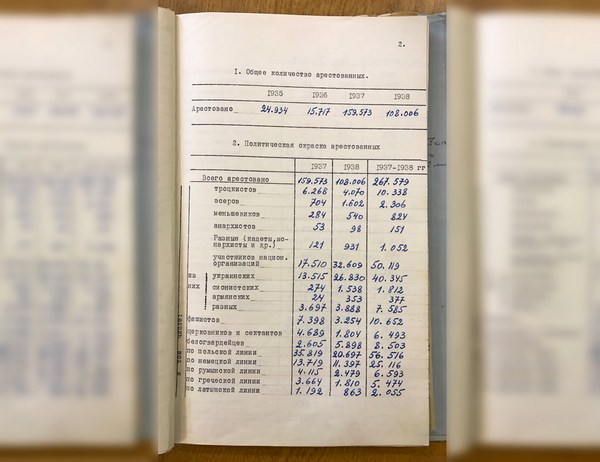 2.
I. Общее количество арестованных.
1935 1936 1937 1938
Арестовано 24.934 15.717 159.573 108.006
2. Политическая окраска арестованных
1937 1938 1937-1938 гг
Всего арестовано 159.573 108.006 267.579
троцкистов 6.268 4.070 10.338
эсеров 704 1.602 2.306
меньшевиков 284 540 824
анархистов 53 98 151
Разные (кадеты,мо-
нархисты и др.) 121 931 1.052
участников национ.
организаций 17.510 32.609 50.119
из украинских 13.515 26.830 40.345
них сионистских 274 1.538 1.812
армянских 24 353 377
разных 3.697 3.888 7.585
фашистов 7.398 3.254 10.652
церковников и сектантов 4.689 1.804 6.493
белогвардейцев 2.605 5.898 8.503
по польской линии 35.819 20.697 56.516
по немецкой линии 13.719 11.397 25.116
по румынской линии 4.115 2.479 6.593
по греческой линии 3.664 1.810 5.474
по латышской линии 1.192 863 2.055